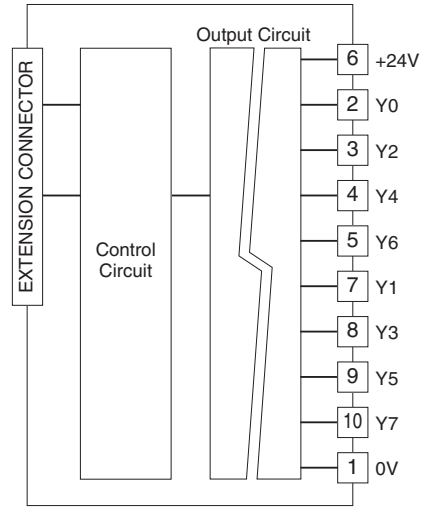 Output Circuit
EXTENSION CONNECTOR
Control
Circuit
6 +24V
2 Y0
3 Y2
4 Y4
5 Y6
7 Y1
8 Y3
9 Y5
10 Y7
1 0V